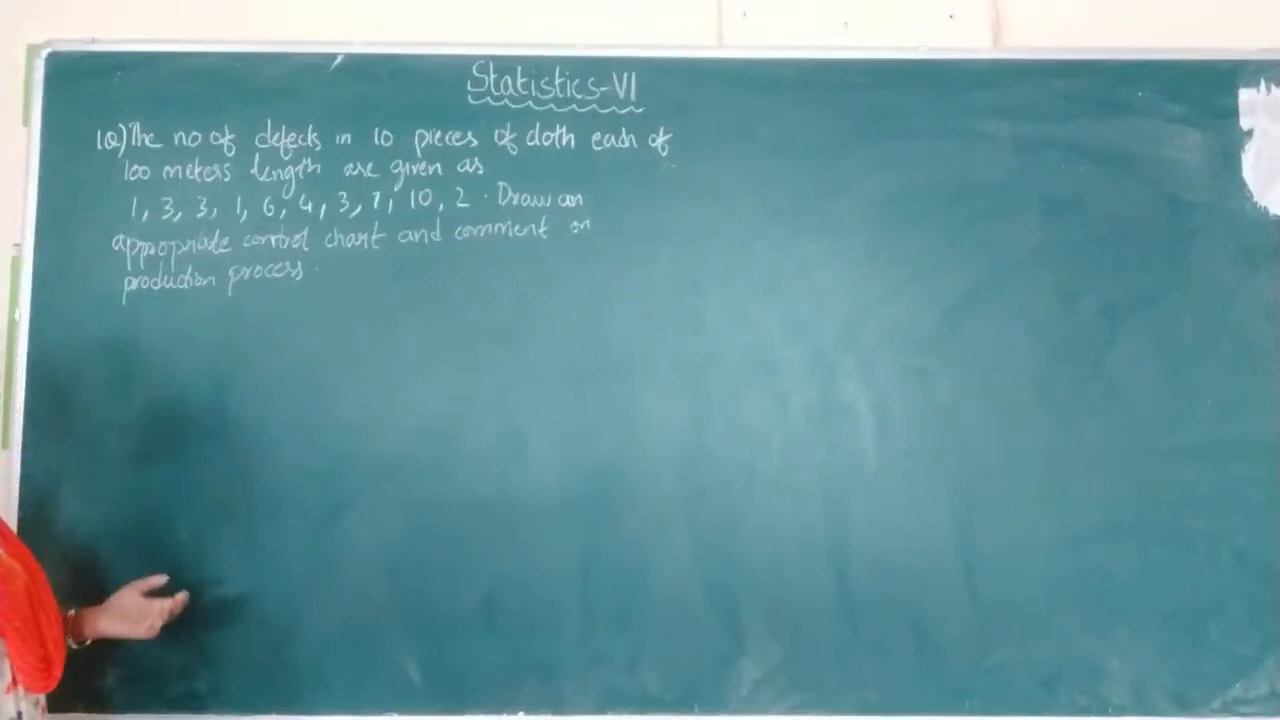 Statistics-VI
1Q) The no of defects in 10 pieces of cloth each of
100 meters length are given as
1, 3, 3, 1, 6, 4, 3, 7, 10, 2 . Draw an
appropriate control chart and comment on
production process.